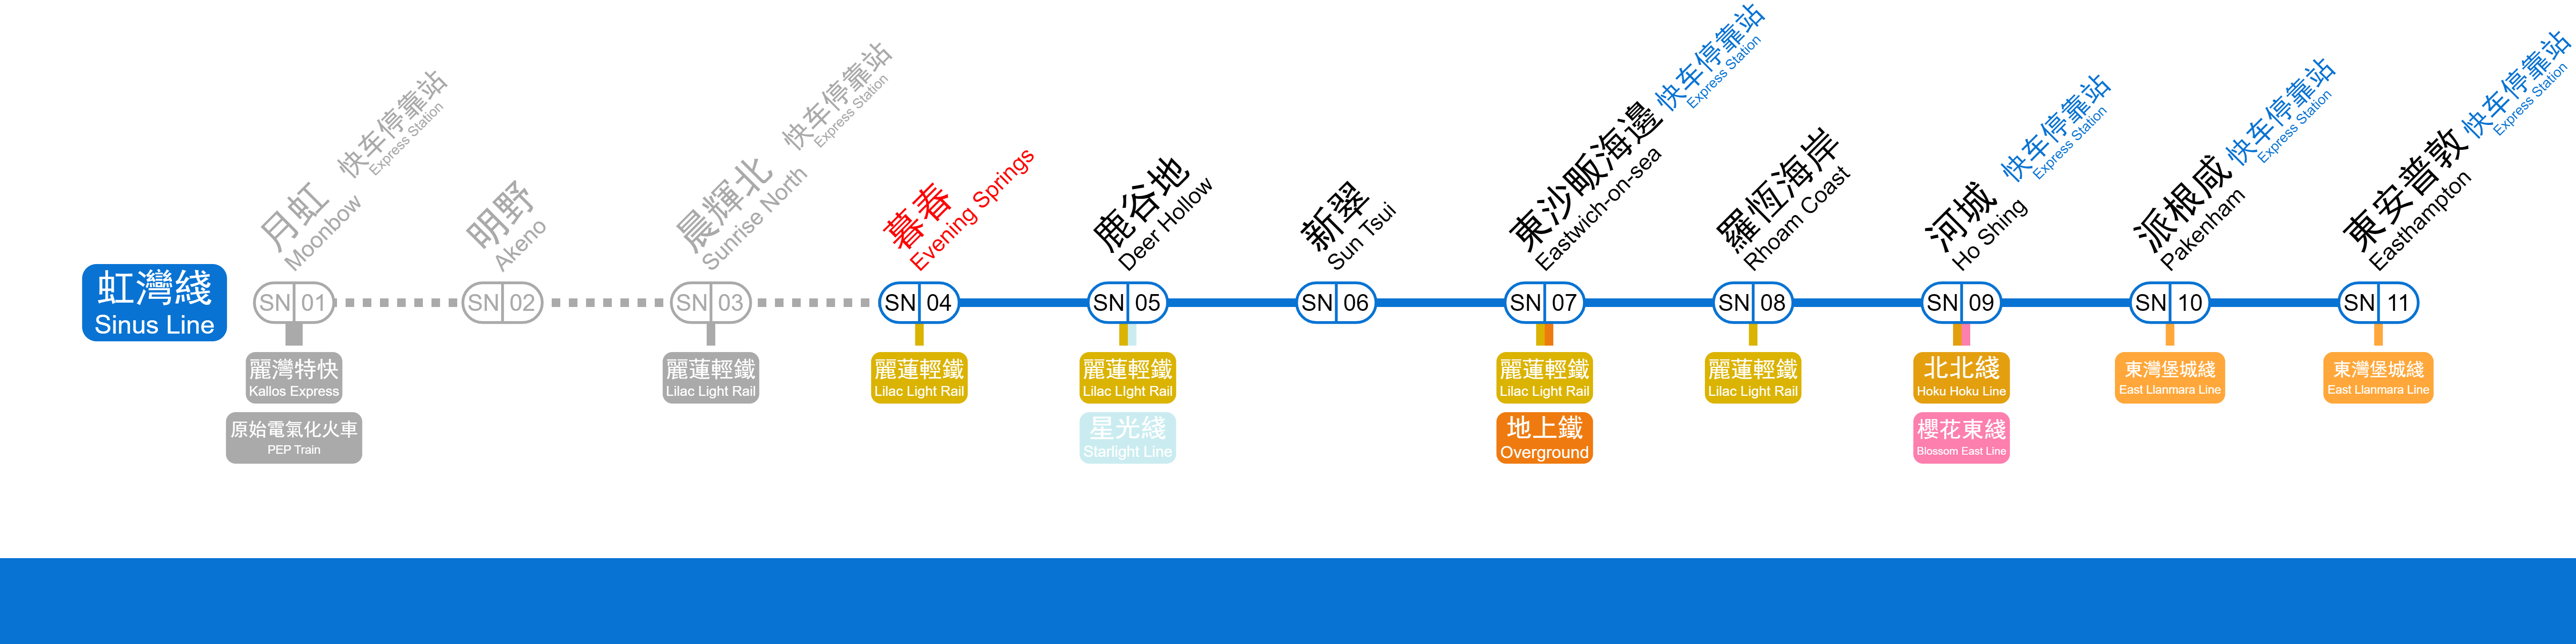 虹灣綫
Sinus Line
月虹
Moonbow
快车停靠站
Express Station
SN 01
麗灣特快
Kallos Express
原始電氣化火車
PEP Train
明野
Akeno
SN 02
晨輝北
Sunrise North
快车停靠站
Express Station
SN 03
麗蓮輕鐵
Lilac Light Rail
暮春
Evening Springs
SN 04
麗蓮輕鐵
Lilac Light Rail
鹿谷地
Deer Hollow
SN 05
麗蓮輕鐵
Lilac LIght Rail
星光綫
Starlight Line
新翠
Sun Tsui
SN 06
東沙畈海邊
Eastwich-on-sea
快车停靠站
Express Station
SN 07
麗蓮輕鐵
Lilac Light Rail
地上鐵
Overground
羅恆海岸
Rhoam Coast
SN 08
麗蓮輕鐵
Lilac Light Rail
河城
Ho Shing
快车停靠站
Express Station
SN 09
北北綫
Hoku Hoku Line
櫻花東綫
Blossom East Line
派根咸
Pakenham
快车停靠站
Express Station
SN 10
東灣堡城綫
East Llanmara Line
東安普敦
Easthampton
快车停靠站
Express Station
SN 11
東灣堡城綫
East Llanmara Line